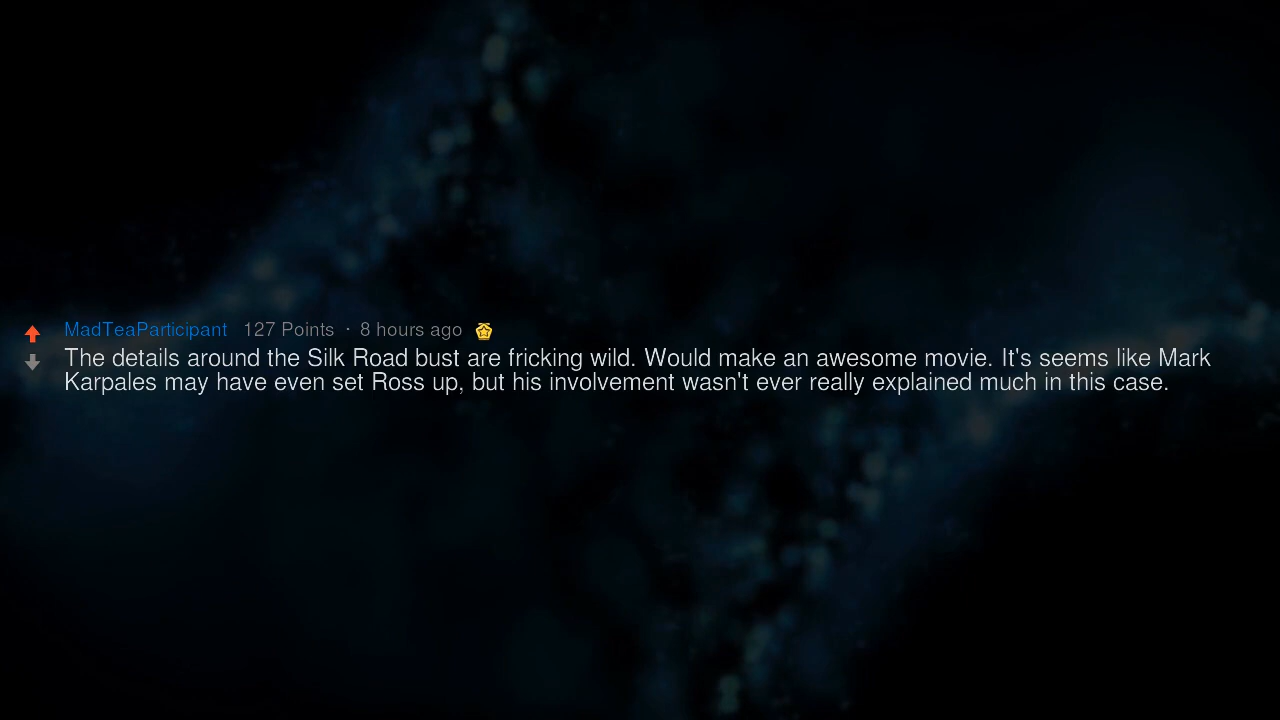 MadTeaParticipant 127 Points · 8 hours ago
The details around the Silk Road bust are fricking wild. Would make an awesome movie. It's seems like Mark
Karpales may have even set Ross up, but his involvement wasn't ever really explained much in this case.